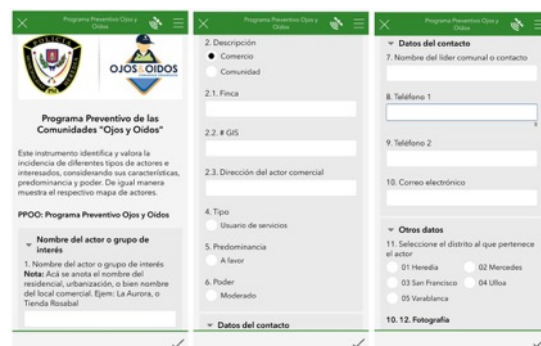 Programa Preventivo Ojos y
Oídos
POLICIA
OJOS
OIDOS
Programa Preventivo de las
Comunidades "Ojos y Oídos"
Este instrumento identifica y valora la
incidencia de diferentes tipos de actores e
interesados, considerando sus características,
predominancia y poder. De igual manera
muestra el respectivo mapa de actores.
PPOO: Programa Preventivo Ojos y Oídos
Nombre del actor o grupo de
interés
1. Nombre del actor o grupo de interés
Nota: Acá se anota el nombre del
residencial, urbanización, o bien nombre
del local comercial. Ejem: La Aurora, o
Tienda Rosabal
Programa Preventivo Ojos y
Oídos
2. Descripción
Comercio
Comunidad
2.1. Finca
2.2. # GIS
2.3. Dirección del actor comercial
4. Tipo
Usuario de servicios
5. Predominancia
A favor
6. Poder
Moderado
Datos del contacto
Programa Preventivo Ojos y
Oídos
Datos del contacto
7. Nombre del líder comunal o contacto
8. Teléfono 1
9. Teléfono 2
10. Correo electrónico
Otros datos
11. Seleccione el distrito al que pertenece
el actor
01 Heredia 02 Mercedes
03 San Francisco 04 Ulloa
05 Varablanca
10. 12. Fotografía